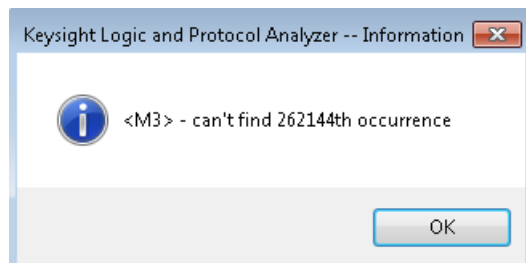 Keysight Logic and Protocol Analyzer -- Information
<M3> - can't find 262144th occurrence
OK